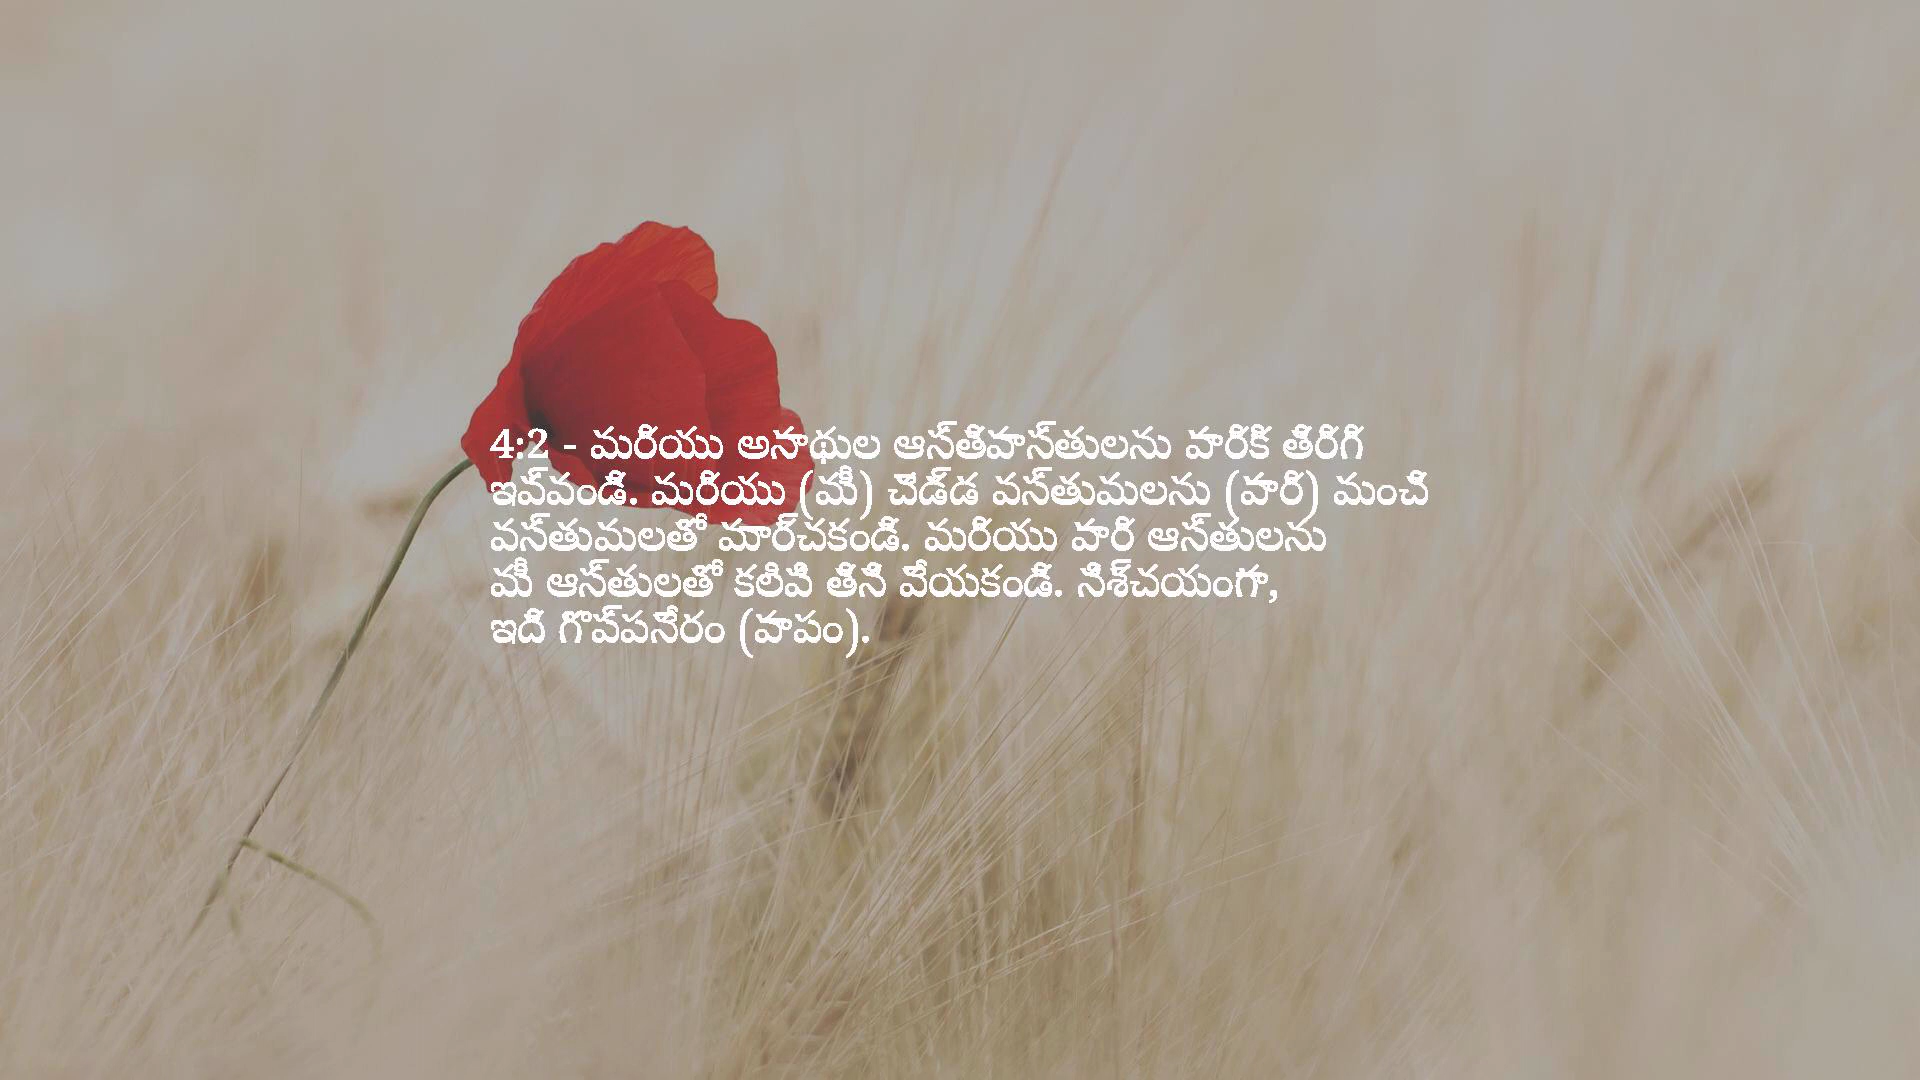 4:2 - మరియు అనాథుల ఆస్తిపాస్తులను వారికి తిరిగి
ఇవ్వండి. మరియు (మీ) చెడ్డ వస్తువులను (వారి) మంచి
వస్తువులతో మార్చకండి. మరియు వారి ఆస్తులను
మీ ఆస్తులతో కలిపి తిని వేయకండి. నిశ్చయంగా,
ఇది గొప్పనేరం (పాపం).